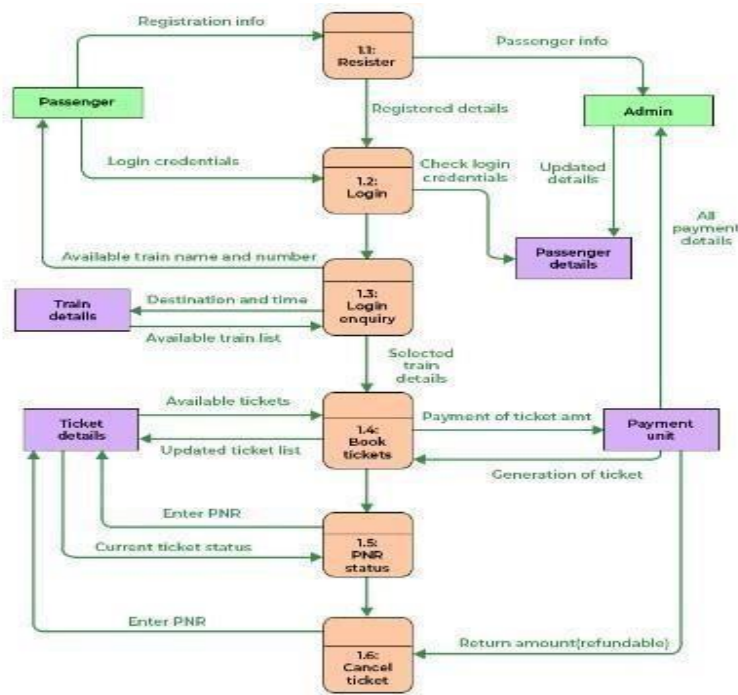 Registration info
1.1:
Resister
Passenger info
Passenger
Admin
Registered details
Login credentials
Check login
credentials
Updated
details
1.2:
Login
All
payment
details
Available train name and number
Passenger
details
1.3:
Login
enquiry
Train
details
Destination and time
Available train list
Selected
train
details
Available tickets
1.4:
Book
tickets
Payment of ticket amt
Ticket
details
Payment
unit
Updated ticket list
Generation of ticket
Enter PNR
1.5:
PNR
status
Current ticket status
Enter PNR
1.6:
Cancel
ticket
Return amount(refundable)